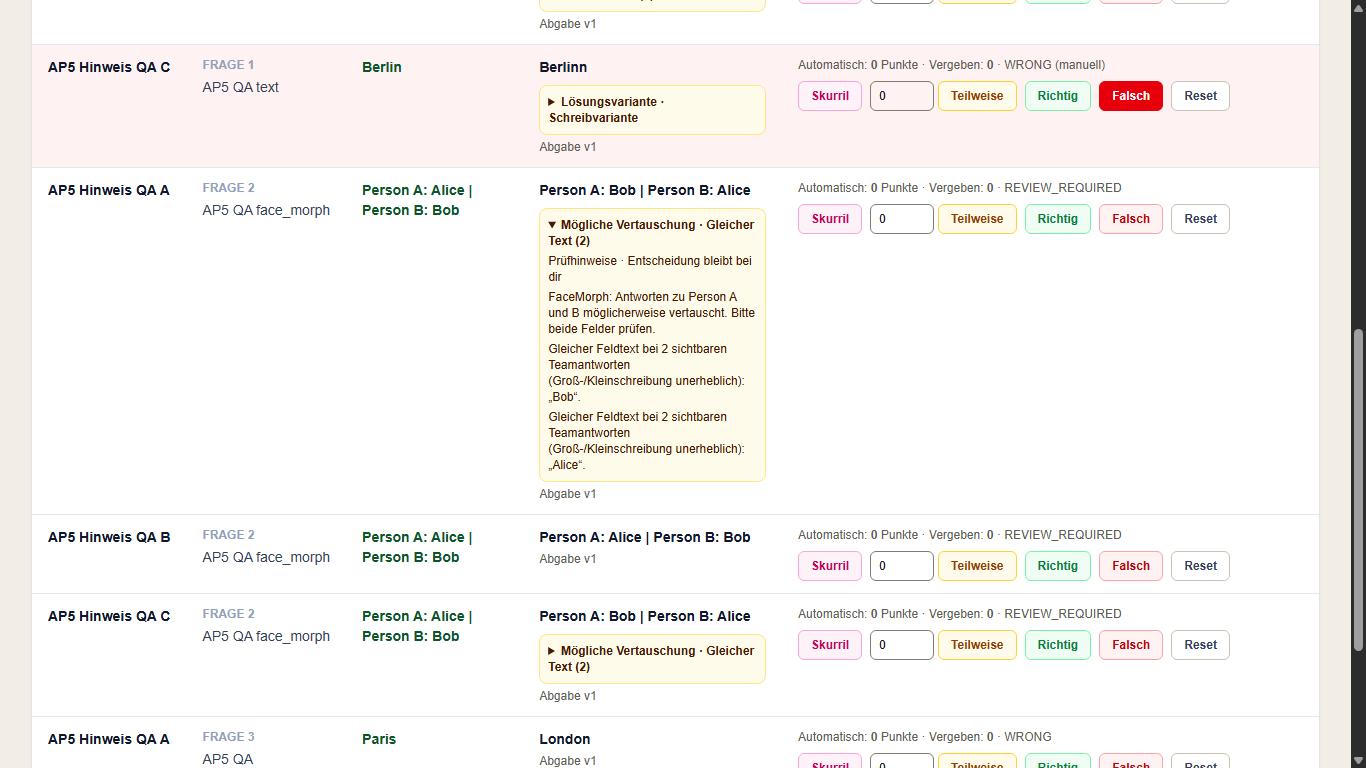 Abgabe v1
AP5 Hinweis QA C
FRAGE 1
AP5 QA text
Berlin
Berlinn
▶ Lösungsvariante ·
Schreibvariante
Abgabe v1
Automatisch: 0 Punkte · Vergeben: 0 · WRONG (manuell)
Skurril 0 Teilweise Richtig Falsch Reset
AP5 Hinweis QA A
FRAGE 2
AP5 QA face_morph
Person A: Alice |
Person B: Bob
Person A: Bob | Person B: Alice
▼ Mögliche Vertauschung · Gleicher
Text (2)
Prüfhinweise · Entscheidung bleibt bei
dir
FaceMorph: Antworten zu Person A
und B möglicherweise vertauscht. Bitte
beide Felder prüfen.
Gleicher Feldtext bei 2 sichtbaren
Teamantworten
(Groß-/Kleinschreibung unerheblich):
„Bob“.
Gleicher Feldtext bei 2 sichtbaren
Teamantworten
(Groß-/Kleinschreibung unerheblich):
„Alice“.
Abgabe v1
Automatisch: 0 Punkte · Vergeben: 0 · REVIEW_REQUIRED
Skurril 0 Teilweise Richtig Falsch Reset
AP5 Hinweis QA B
FRAGE 2
AP5 QA face_morph
Person A: Alice |
Person B: Bob
Person A: Alice | Person B: Bob
Abgabe v1
Automatisch: 0 Punkte · Vergeben: 0 · REVIEW_REQUIRED
Skurril 0 Teilweise Richtig Falsch Reset
AP5 Hinweis QA C
FRAGE 2
AP5 QA face_morph
Person A: Alice |
Person B: Bob
Person A: Bob | Person B: Alice
▶ Mögliche Vertauschung · Gleicher
Text (2)
Abgabe v1
Automatisch: 0 Punkte · Vergeben: 0 · REVIEW_REQUIRED
Skurril 0 Teilweise Richtig Falsch Reset
AP5 Hinweis QA A
FRAGE 3
AP5 QA
Paris
London
Abgabe v1
Automatisch: 0 Punkte · Vergeben: 0 · WRONG
Skurril 0 Teilweise Richtig Falsch Reset